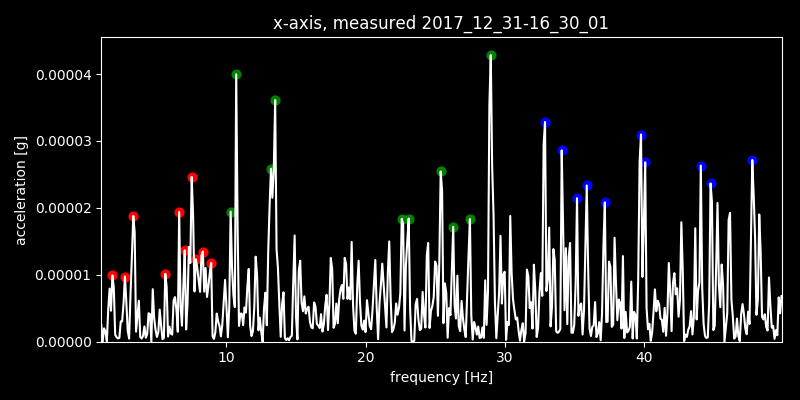 x-axis, measured 2017_12_31-16_30_01
acceleration [g]
0.00004
0.00003
0.00002
0.00001
0.00000
10 20 30 40
frequency [Hz]